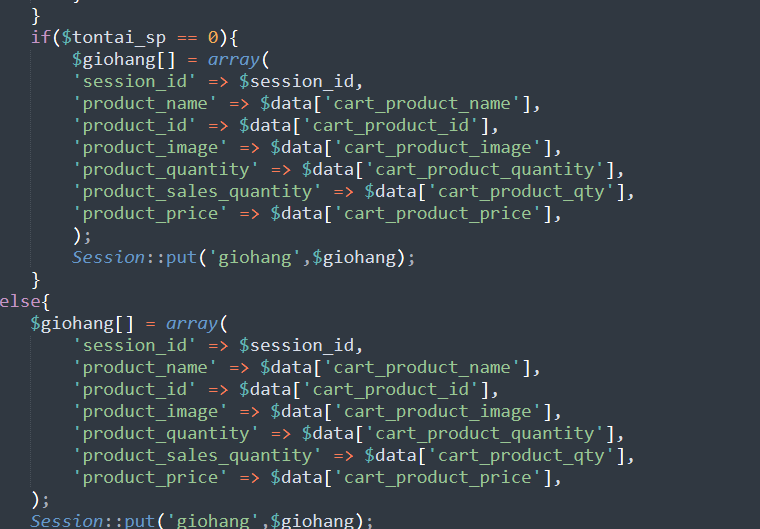 }
if($tontai_sp == 0){
$giohang[] = array(
'session_id' => $session_id,
'product_name' => $data['cart_product_name'],
'product_id' => $data['cart_product_id'],
'product_image' => $data['cart_product_image'],
'product_quantity' => $data['cart_product_quantity'],
'product_sales_quantity' => $data['cart_product_qty'],
'product_price' => $data['cart_product_price'],
);
Session::put('giohang',$giohang);
}
else{
$giohang[] = array(
'session_id' => $session_id,
'product_name' => $data['cart_product_name'],
'product_id' => $data['cart_product_id'],
'product_image' => $data['cart_product_image'],
'product_quantity' => $data['cart_product_quantity'],
'product_sales_quantity' => $data['cart_product_qty'],
'product_price' => $data['cart_product_price'],
);
Session::put('giohang',$giohang);